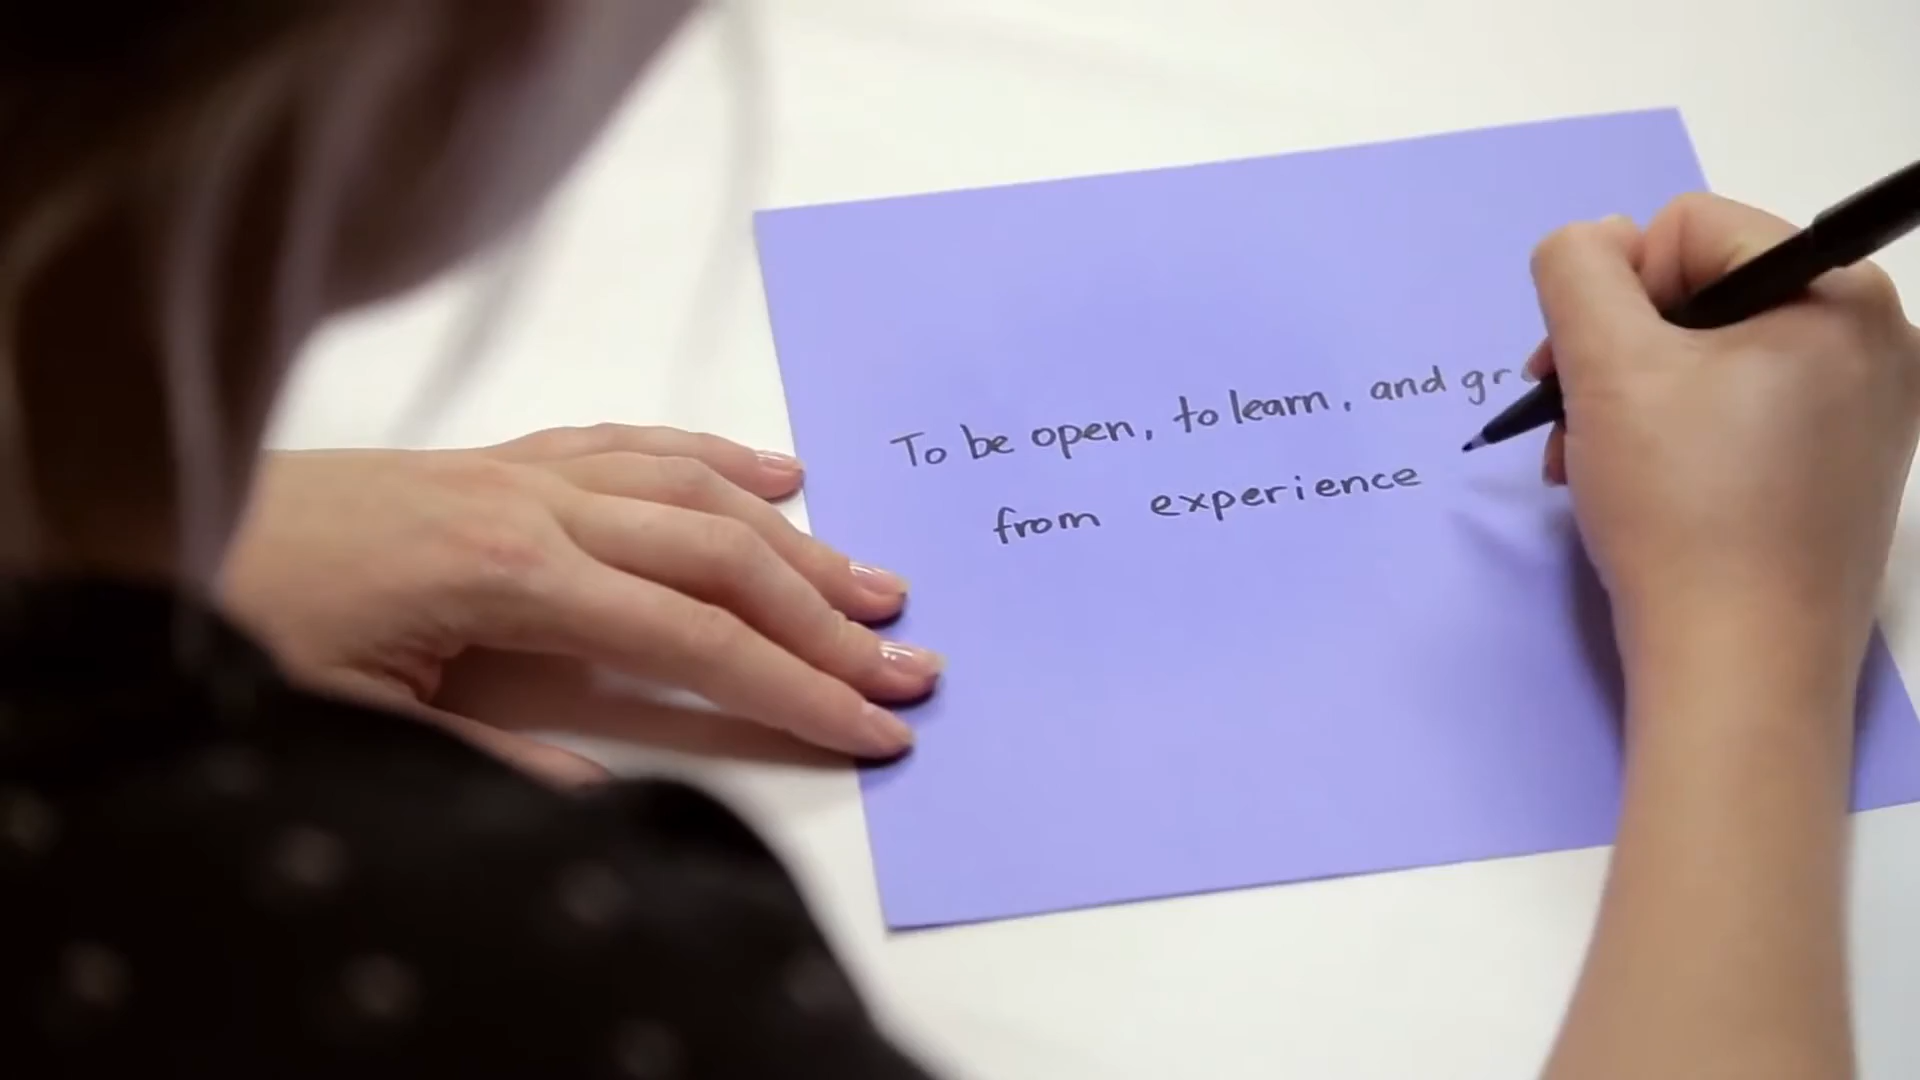 To be open, to learn, and
from experience